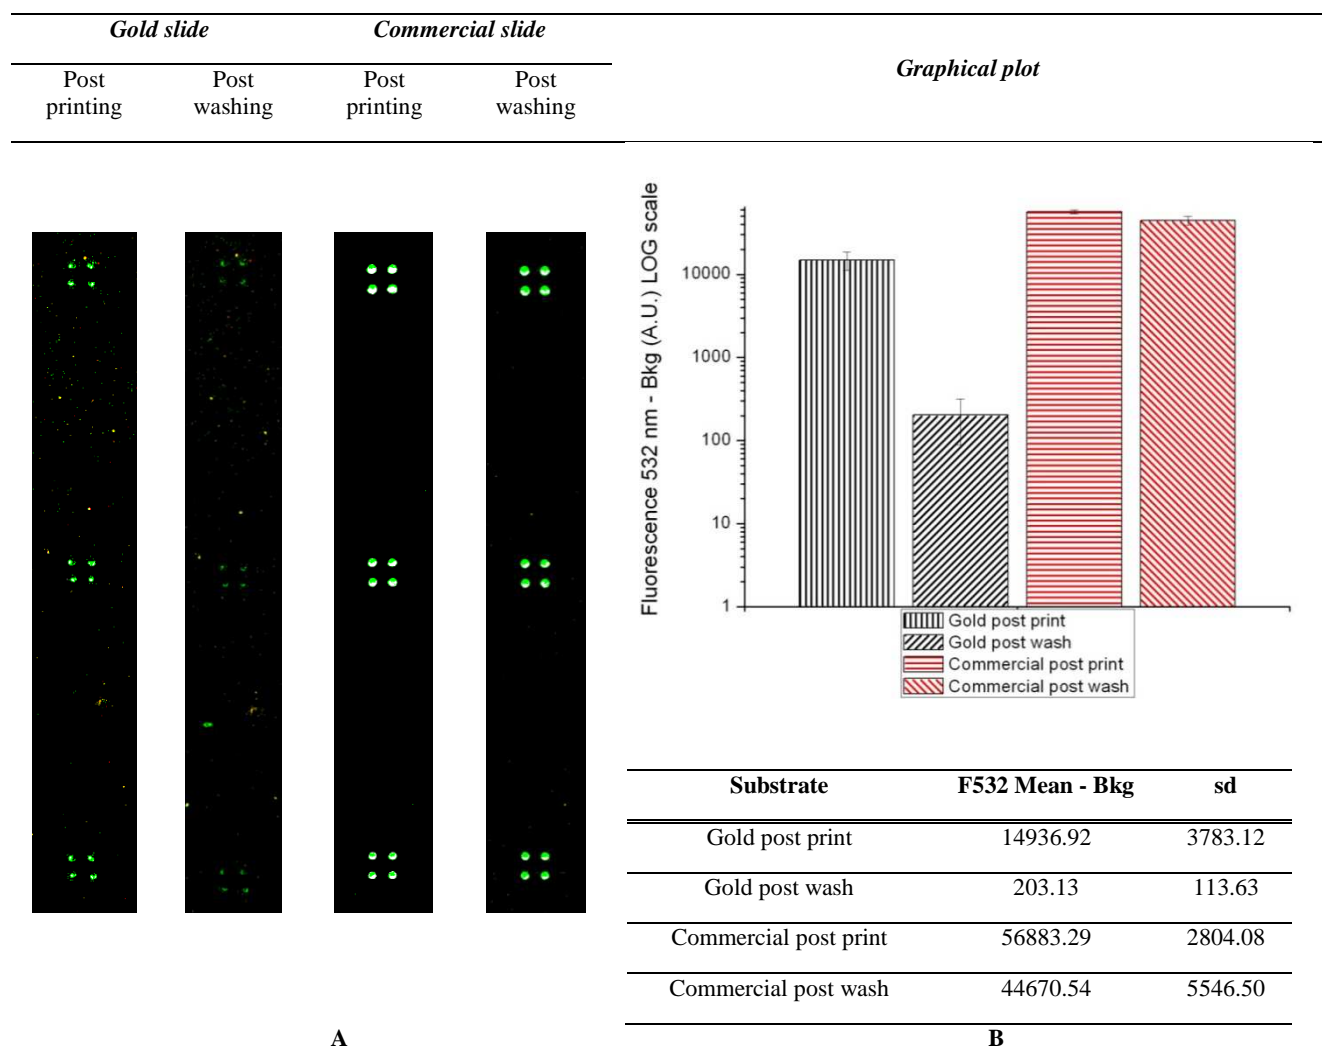 Gold slide
Commercial slide
Graphical plot
Post printing
Post washing
Post printing
Post washing
Fluorescence 532 nm - Bkg (A.U.) LOG scale
10000
1000
100
10
1
Gold post print
Gold post wash
Commercial post print
Commercial post wash
Substrate F532 Mean - Bkg sd
Gold post print 14936.92 3783.12
Gold post wash 203.13 113.63
Commercial post print 56883.29 2804.08
Commercial post wash 44670.54 5546.50
A
B